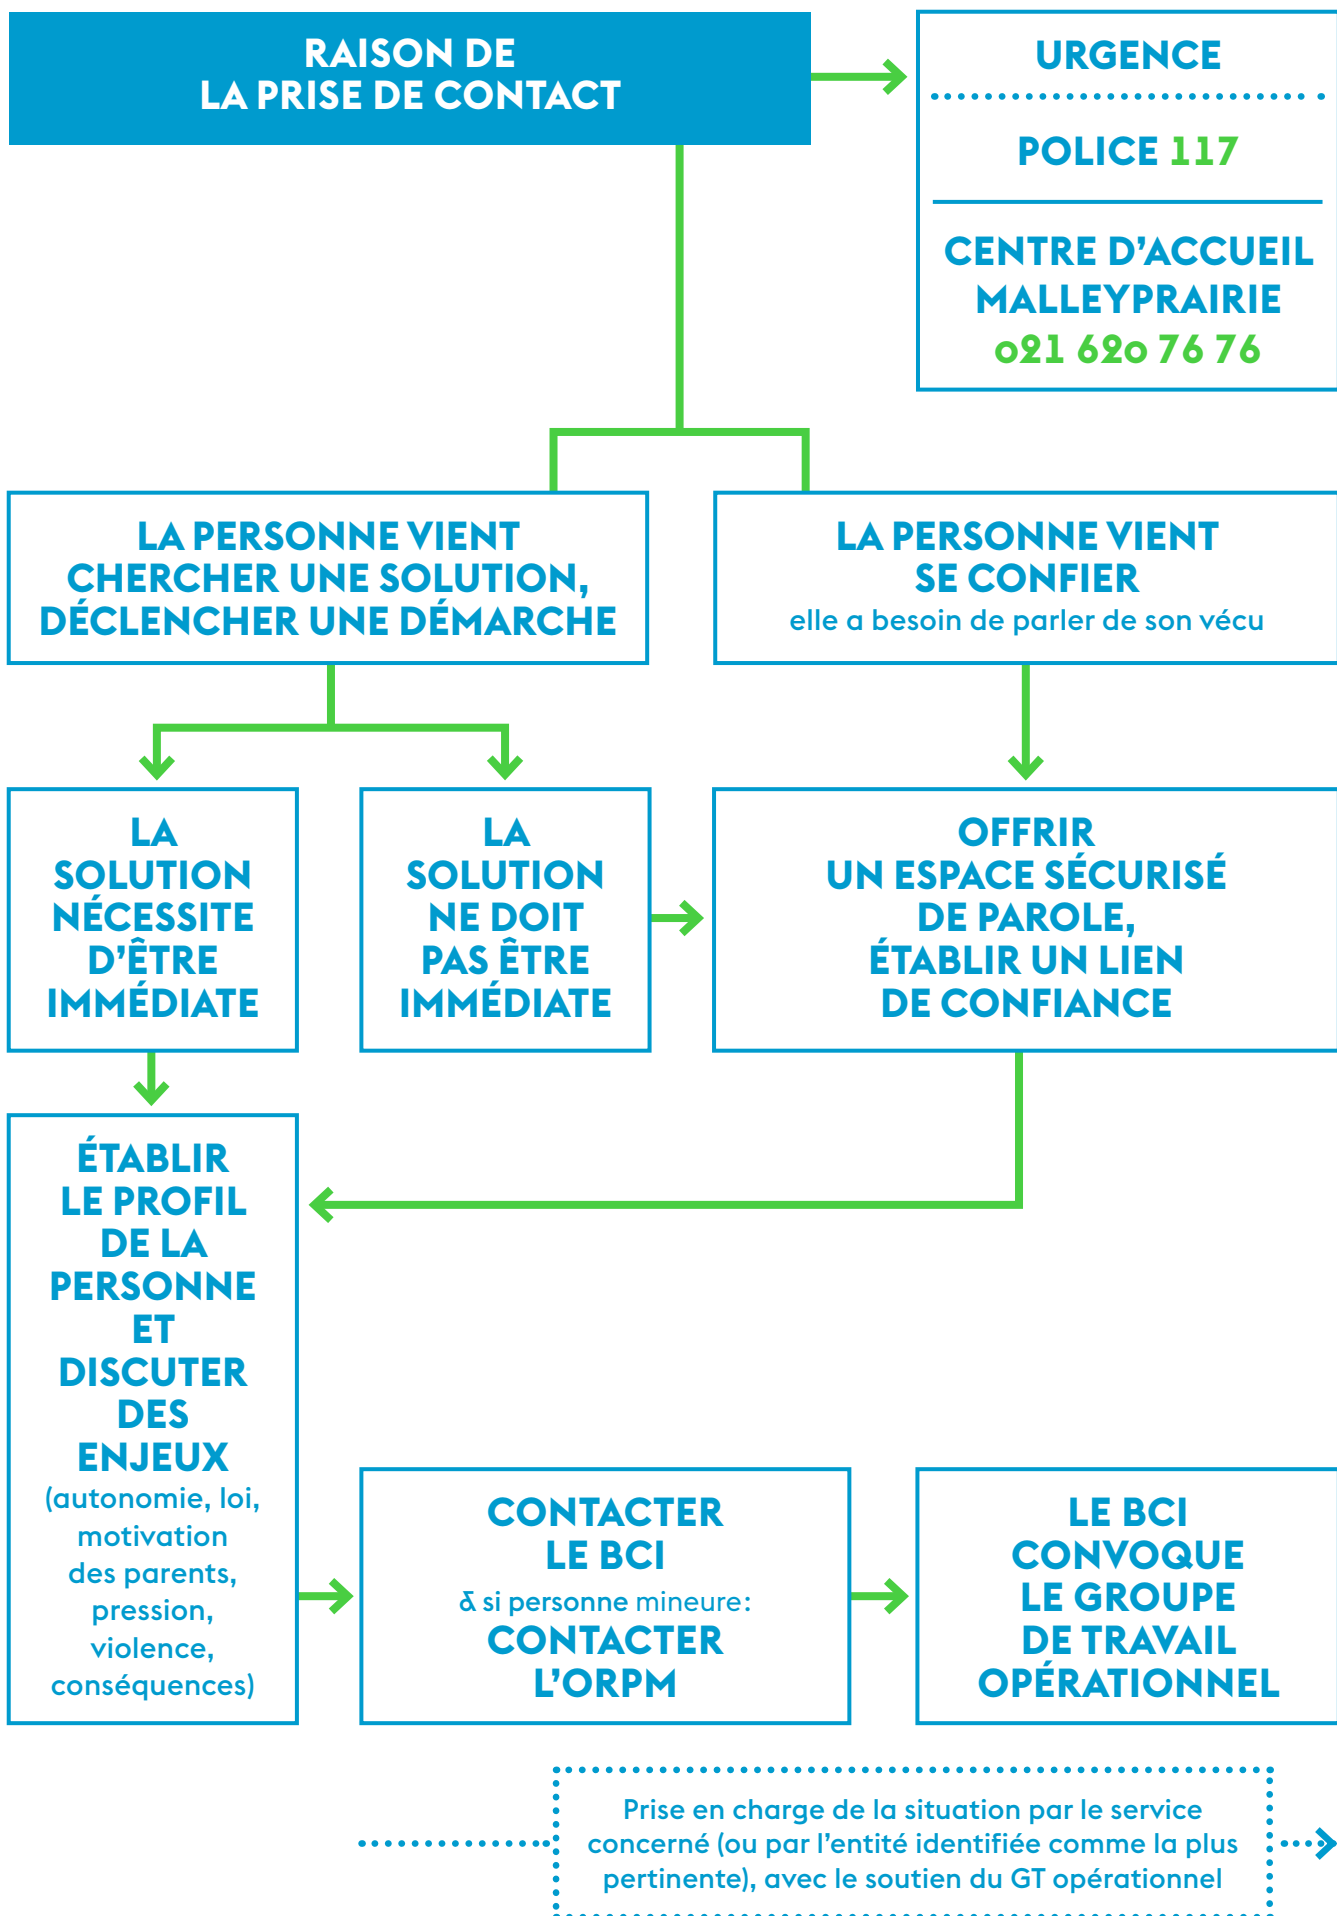 RAISON DE
LA PRISE DE CONTACT
URGENCE
POLICE 117
CENTRE D’ACCUEIL
MALLEYPRAIRIE
021 620 76 76
LA PERSONNE VIENT
CHERCHER UNE SOLUTION,
DÉCLENCHER UNE DÉMARCHE
LA PERSONNE VIENT
SE CONFIER
elle a besoin de parler de son vécu
LA
SOLUTION
NÉCESSITE
D’ÊTRE
IMMÉDIATE
LA
SOLUTION
NE DOIT
PAS ÊTRE
IMMÉDIATE
OFFRIR
UN ESPACE SÉCURISÉ
DE PAROLE,
ÉTABLIR UN LIEN
DE CONFIANCE
ÉTABLIR
LE PROFIL
DE LA
PERSONNE
ET
DISCUTER
DES
ENJEUX
(autonomie, loi,
motivation
des parents,
pression,
violence,
conséquences)
CONTACTER
LE BCI
& si personne mineure:
CONTACTER
L’ORPM
LE BCI
CONVOQUE
LE GROUPE
DE TRAVAIL
OPÉRATIONNEL
Prise en charge de la situation par le service
concerné (ou par l’entité identifiée comme la plus
pertinente), avec le soutien du GT opérationnel